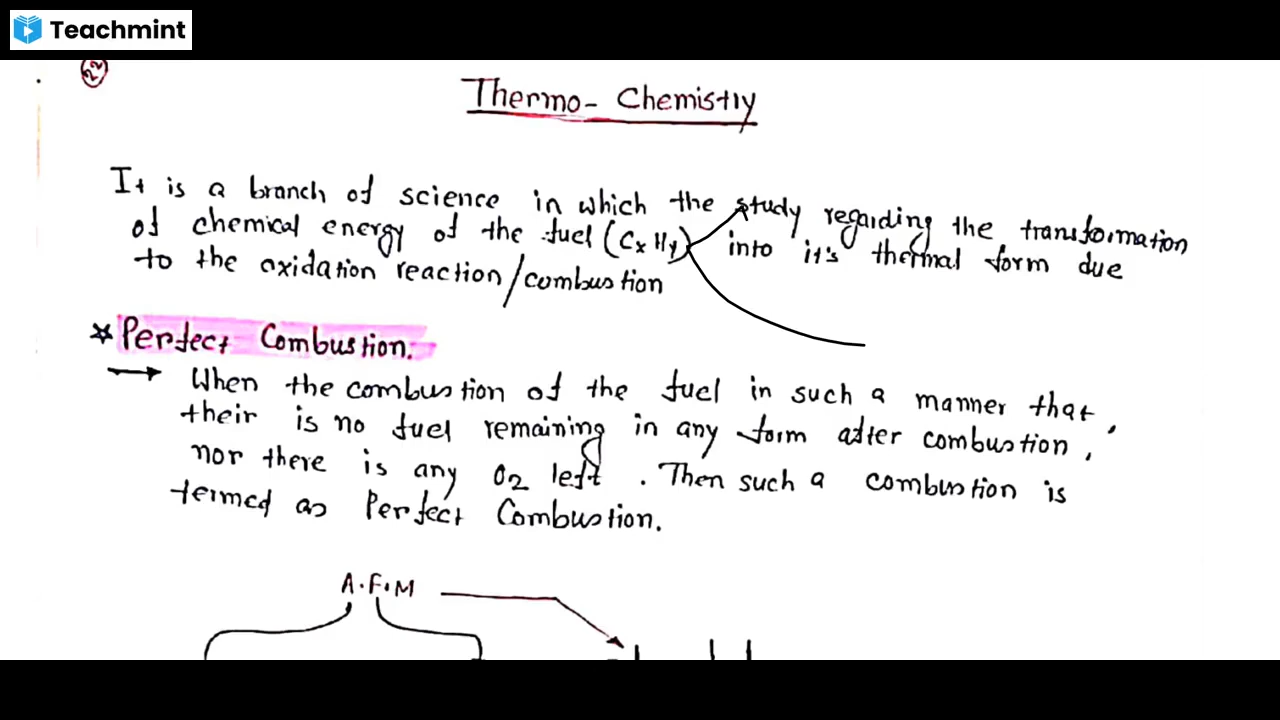 Teachmint
22
Thermo- Chemistry
It is a branch of science in which the study regarding the transformation
of chemical energy of the fuel (CxHy) into it's thermal form due
to the oxidation reaction/combustion
* Perfect Combustion.
→ When the combustion of the fuel in such a manner that,
their is no fuel remaining in any form after combustion,
nor there is any O2 left. Then such a combustion is
termed as Perfect Combustion.
A.F.M